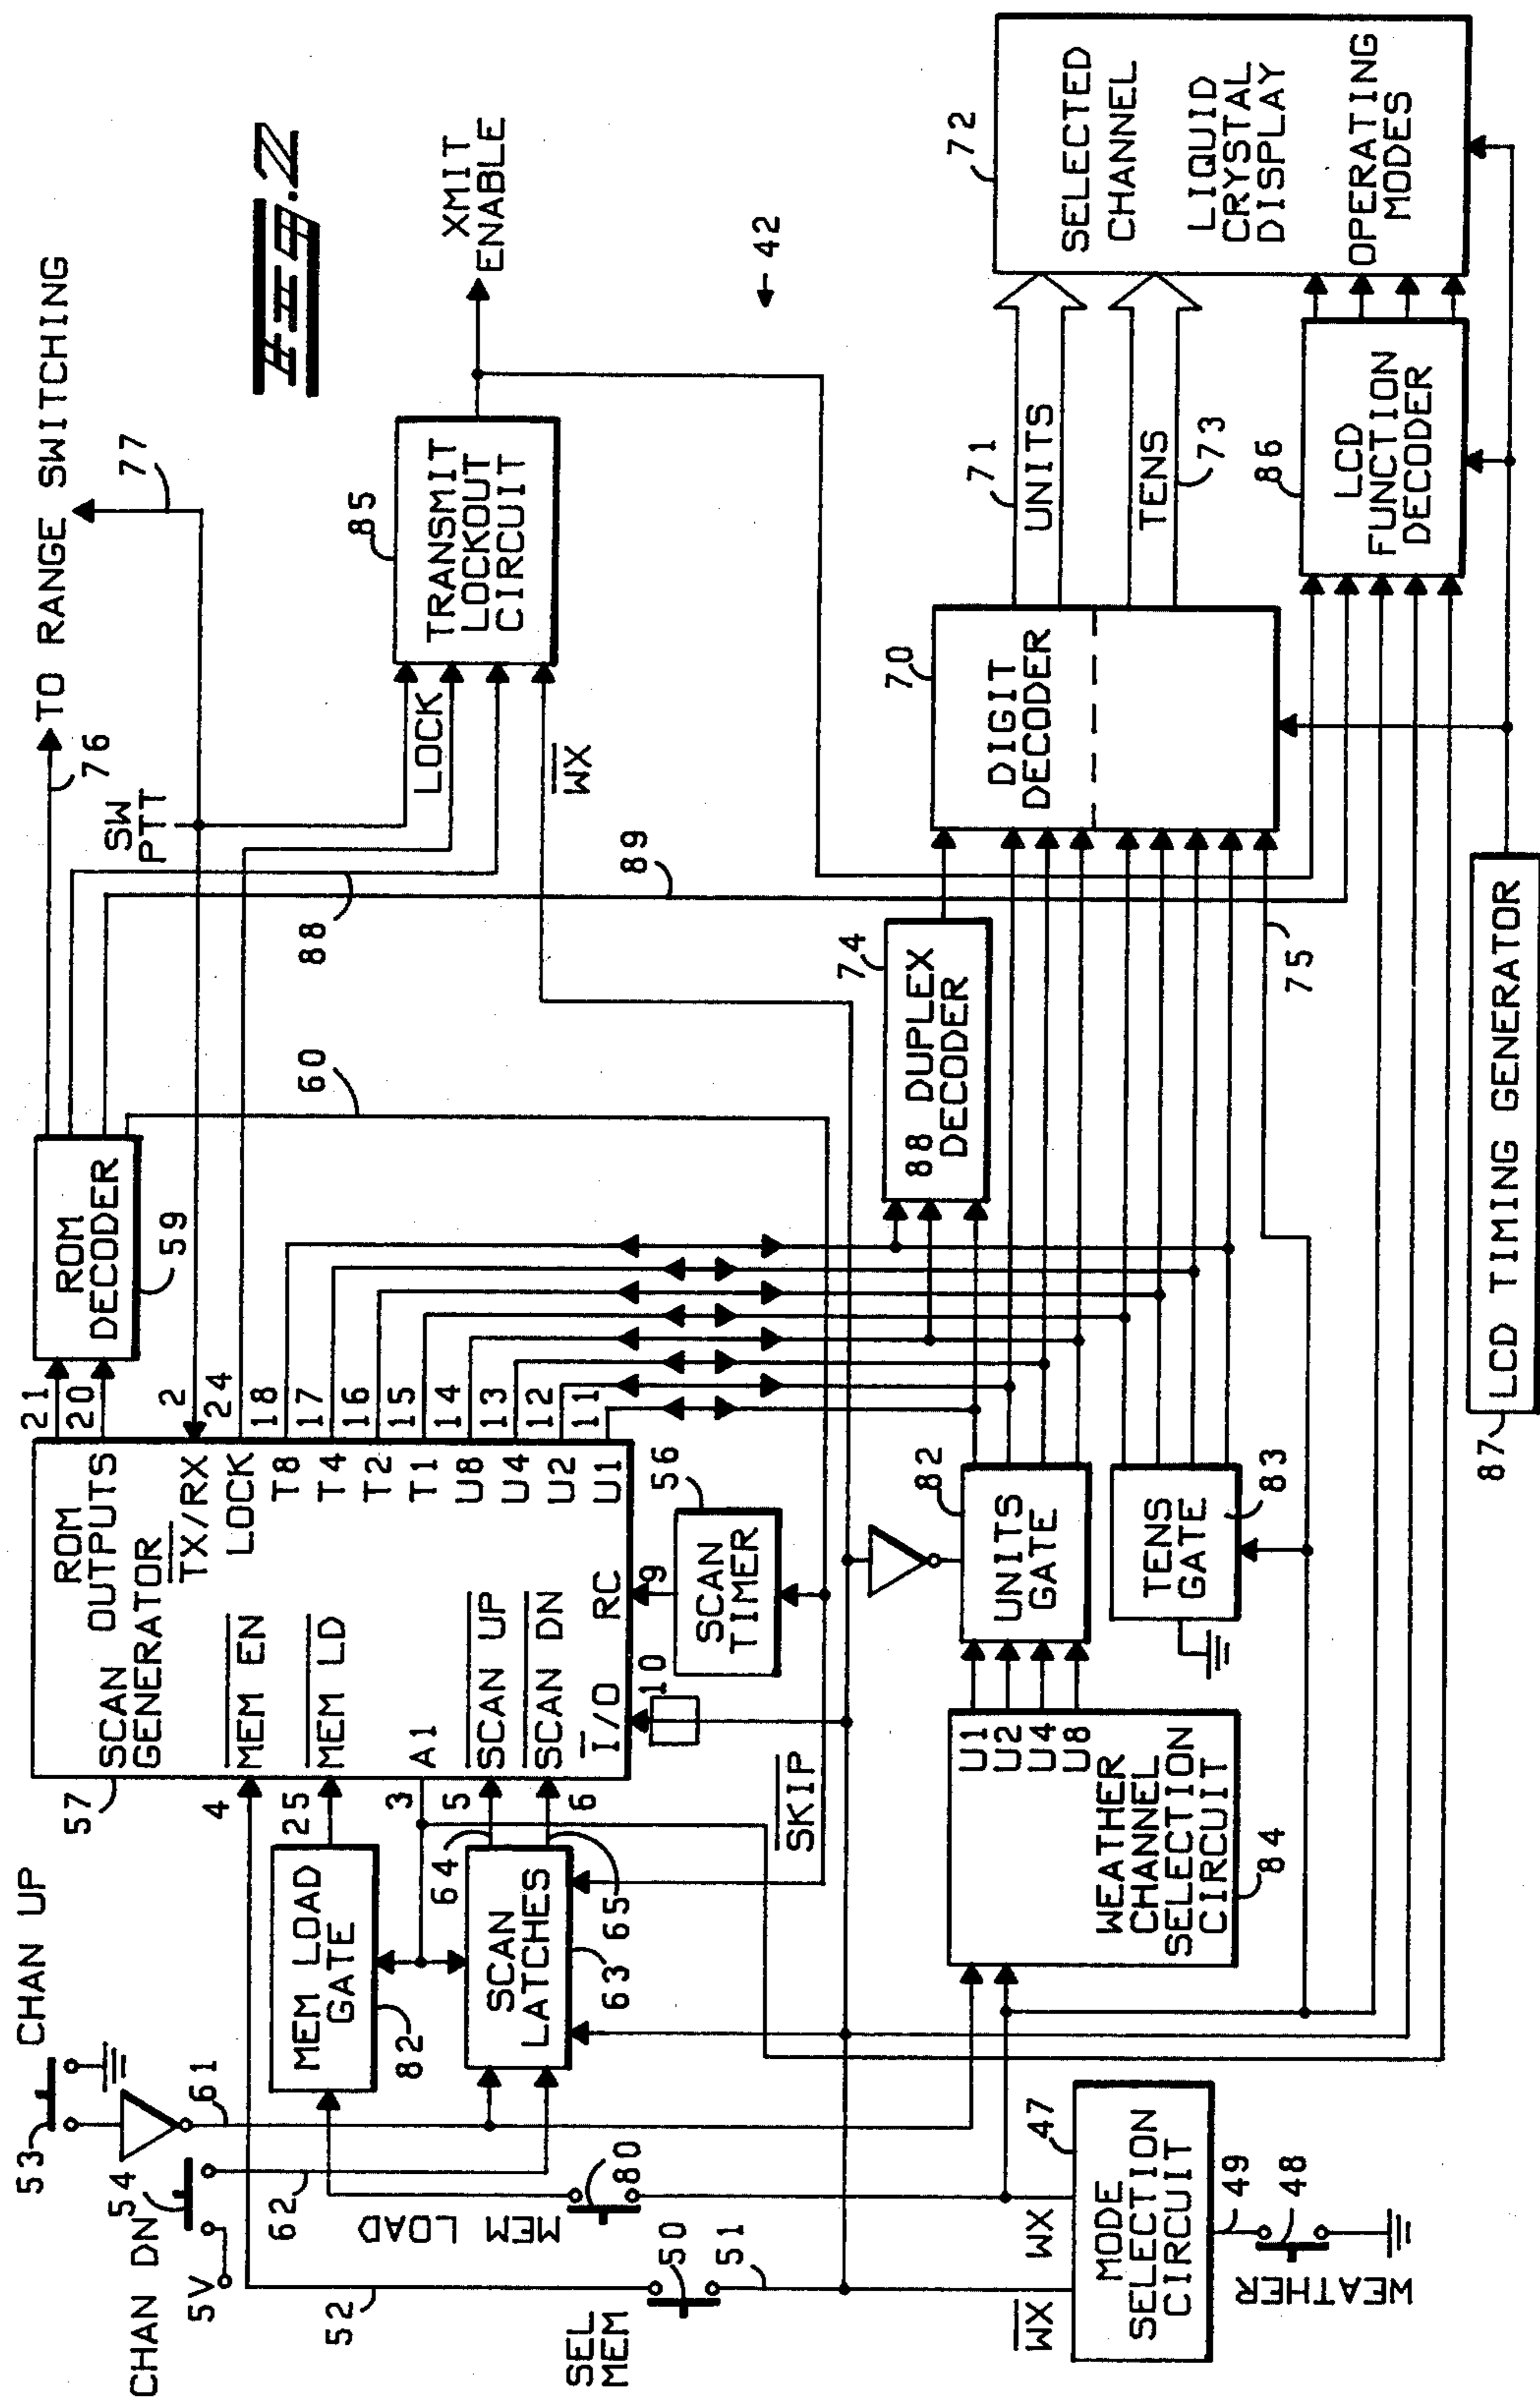 Fig. 2
TO RANGE SWITCHING
76
77
SW
PTT
XMIT
ENABLE
85
TRANSMIT
LOCKOUT
CIRCUIT
LOCK
WX
88
89
60
← 42
ROM
DECODER
59
21
20
2
24
18
17
16
15
14
13
12
11
57
SCAN
GENERATOR
ROM
OUTPUTS
TX/RX
LOCK
T8
T4
T2
T1
U8
U4
U2
U1
MEM EN
MEM LD
A1
SCAN UP
SCAN DN
I/O
RC
4
25
3
5
6
10
9
SCAN
TIMER
56
SKIP
CHAN UP
53
61
CHAN DN
54
5V
62
MEM LOAD
GATE
82
SCAN
LATCHES
63
64
65
MEM LOAD
80
SEL
MEM
50
51
52
WX
WX
MODE
SELECTION
CIRCUIT
47
49
48
WEATHER
WEATHER
CHANNEL
SELECTION
CIRCUIT
84
U1
U2
U4
U8
UNITS
GATE
82
TENS
GATE
83
88 DUPLEX
DECODER
74
DIGIT
DECODER
70
75
71
UNITS
TENS
73
72
SELECTED
CHANNEL
LIQUID
CRYSTAL
DISPLAY
OPERATING
MODES
86
LCD
FUNCTION
DECODER
87
LCD TIMING GENERATOR